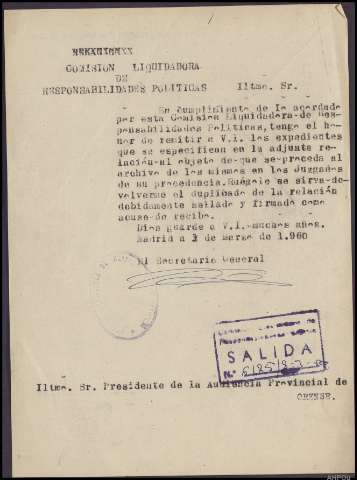 COMISION LIQUIDADORA
DE
RESPONSABILIDADES POLITICAS
Iltmo. Sr.
En cumplimiento de lo acordado
por esta Comisión Liquidadora de Res-
ponsabilidades Políticas, tengo el ho-
nor de remitir a V.I. los expedientes
que se especifican en la adjunta re-
lación al objeto de que se proceda al
archivo de los mismos en los Juzgados
de su procedencia. Ruégole se sirva de-
volverme el duplicado de la relación
debidamente sellado y firmado como
acuse de recibo.
Dios guarde a V.I. muchos años.
Madrid a de Marzo de 1.960
El Secretario General
SALIDA
N.º
Iltmo. Sr. Presidente de la Audiencia Provincial de
ORENSE.
AHPOu